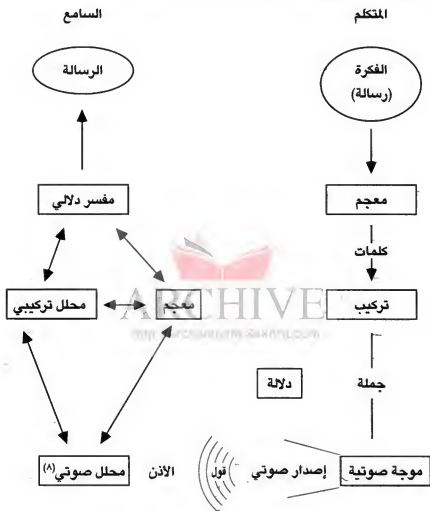 المتكلم
السامع
الفكرة
(رسالة)
الرسالة
معجم
مفسر دلالي
كلمات
تركيب
معجم
محلل تركيبي
ARCHIVE
جملة
دلالة
موجة صوتية
إصدار صوتي
قول
الأذن
محلل صوتي(٨)